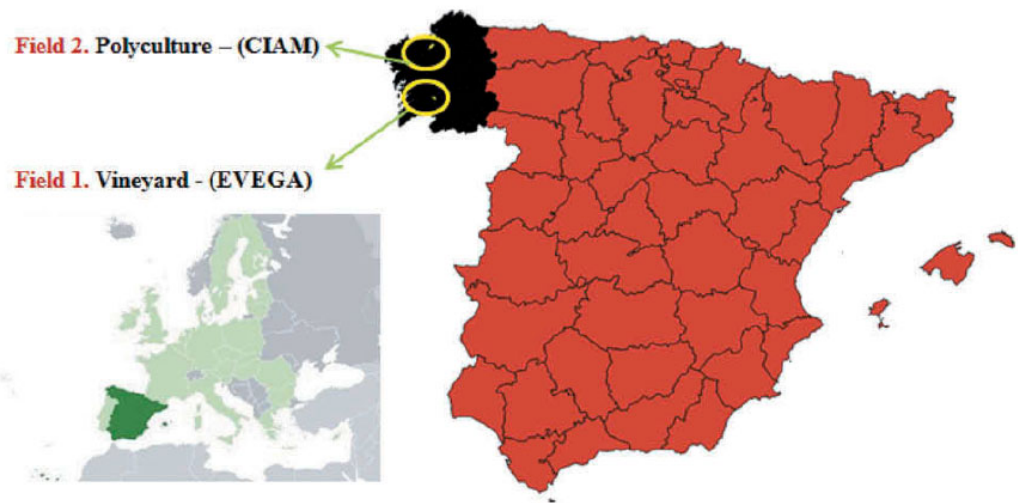 Field 2. Polyculture – (CIAM)
Field 1. Vineyard - (EVEGA)